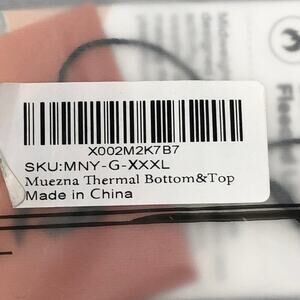 X002M2K7B7
SKU:MNY-G-XXXL
Muezna Thermal Bottom&Top
Made in China